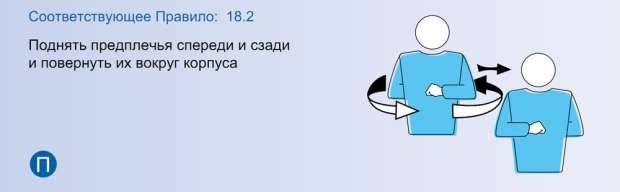 Соответствующее Правило: 18.2
Поднять предплечья спереди и сзади
и повернуть их вокруг корпуса
П